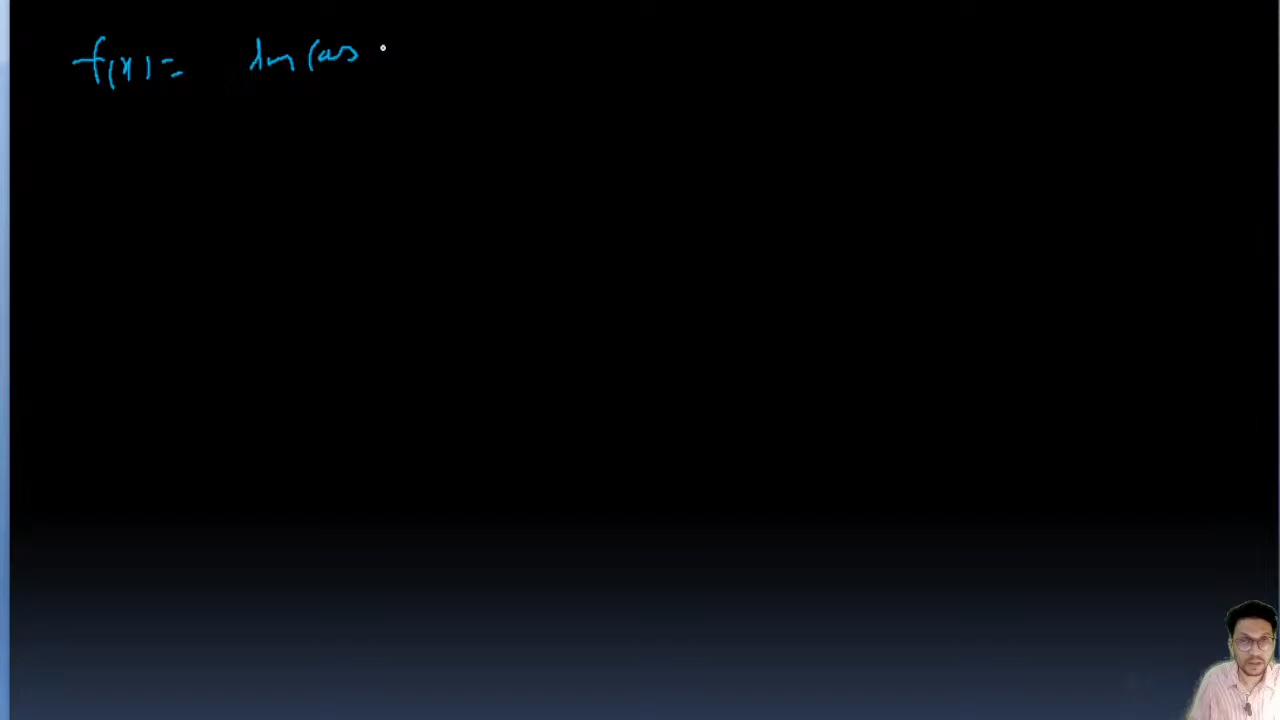 f(x) = ln(cos